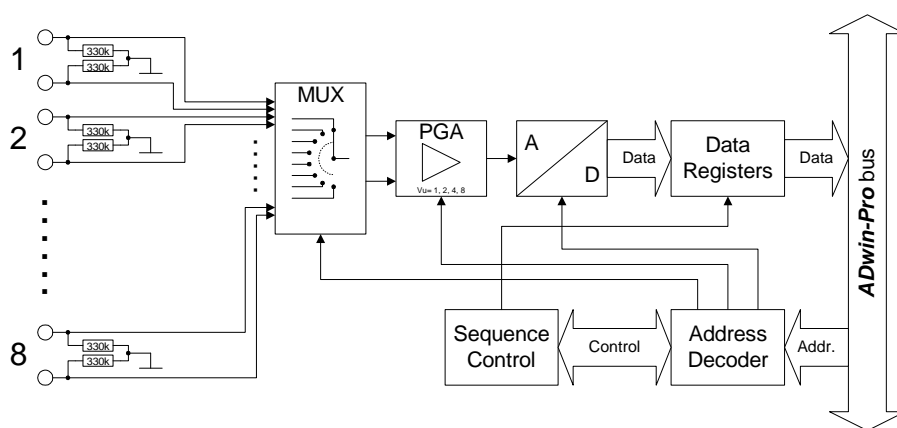 1
330k
330k
2
330k
330k
8
330k
330k
MUX
PGA
Vu= 1, 2, 4, 8
A
D
Data
Data
Registers
Data
Sequence
Control
Control
Address
Decoder
Addr.
ADwin-Pro bus